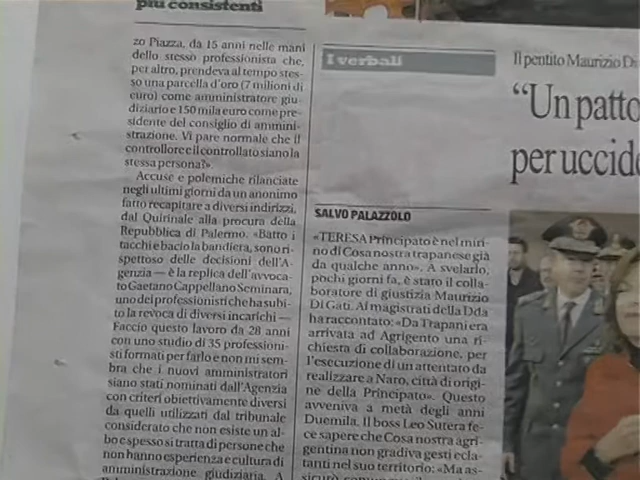 più consistenti
zo Piazza, da 15 anni nelle mani
dello stesso professionista che,
per altro, prendeva al tempo stes-
so una parcella d'oro (7 milioni di
euro) come amministratore giu-
diziario e 150 mila euro come pre-
sidente del consiglio di ammini-
strazione. Vi pare normale che il
controllore e il controllato siano la
stessa persona?».
Accuse e polemiche rilanciate
negli ultimi giorni da un anonimo
fatto recapitare a diversi indirizzi,
dal Quirinale alla procura della
Repubblica di Palermo. «Batto i
tacchi e bacio la bandiera, sono ri-
spettoso delle decisioni dell'A-
genzia — è la replica dell'avvoca-
to Gaetano Cappellano Seminara,
uno dei professionisti che ha subi-
to la revoca di diversi incarichi —
Faccio questo lavoro da 28 anni
con uno studio di 35 professioni-
sti formati per farlo e non mi sem-
bra che i nuovi amministratori
siano stati nominati dall'Agenzia
con criteri obiettivamente diversi
da quelli utilizzati dal tribunale
considerato che non esiste un al-
bo e spesso si tratta di persone che
non hanno esperienza e cultura di
amministrazione giudiziaria. A
I verbali
SALVO PALAZZOLO
«TERESA Principato è nel miri-
no di Cosa nostra trapanese già
da qualche anno». A svelarlo,
pochi giorni fa, è stato il colla-
boratore di giustizia Maurizio
Di Gati. Ai magistrati della Dda
ha raccontato: «Da Trapani era
arrivata ad Agrigento una ri-
chiesta di collaborazione, per
l'esecuzione di un attentato da
realizzare a Naro, città di origi-
ne della Principato». Questo
avveniva a metà degli anni
Duemila. Il boss Leo Sutera fe-
ce sapere che Cosa nostra agri-
gentina non gradiva gesti ecla-
tanti nel suo territorio: «Ma as-
Il pentito Maurizio Di
"Un patto
per uccide